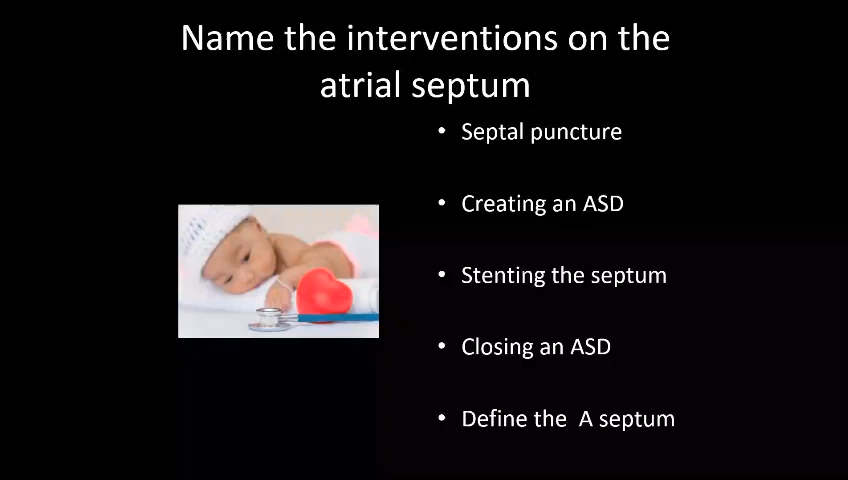 Name the interventions on the
atrial septum
• Septal puncture
• Creating an ASD
• Stenting the septum
• Closing an ASD
• Define the  A septum